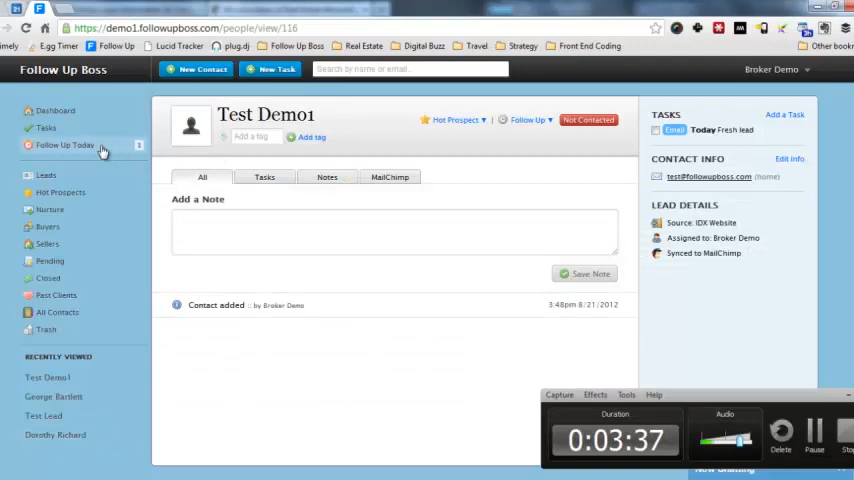 https://demo1.followupboss.com/people/view/116
Egg Timer
Follow Up
Lucid Tracker
plug.dj
Follow Up Boss
Real Estate
Digital Buzz
Travel
Strategy
Front End Coding
Other book
Follow Up Boss
New Contact
New Task
Search by name or email..
Broker Demo
Dashboard
Tasks
Follow Up Today
Leads
Hot Prospects
Nurture
Buyers
Sellers
Pending
Closed
Past Clients
All Contacts
Trash
RECENTLY VIEWED
Test Demo1
George Bartlett
Test Lead
Dorothy Richard
Test Demo1
Add a tag
Add tag
Hot Prospect
Follow Up
Not Contacted
All
Tasks
Notes
MailChimp
Add a Note
Save Note
Contact added :: by Broker Demo
3:48pm 8/21/2012
TASKS
Add a Task
Email Today Fresh lead
CONTACT INFO
Edit info
test@followupboss.com (home)
LEAD DETAILS
Source: IDX Website
Assigned to: Broker Demo
Synced to MailChimp
Capture
Effects
Tools
Help
Duration
0:03:37
Audio
Delete
Pause
Sto